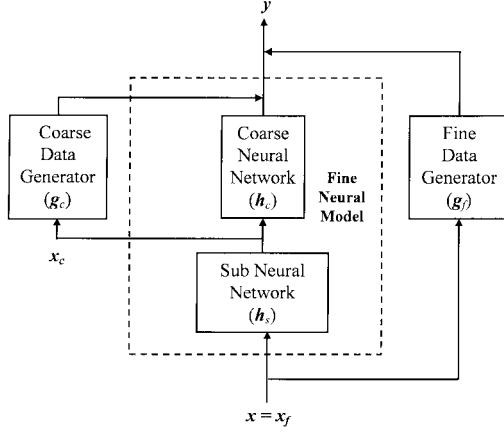 y
Coarse
Data
Generator
(g_c)
Coarse
Neural
Network
(h_c)
Fine
Neural
Model
Fine
Data
Generator
(g_f)
x_c
Sub Neural
Network
(h_s)
x = x_f